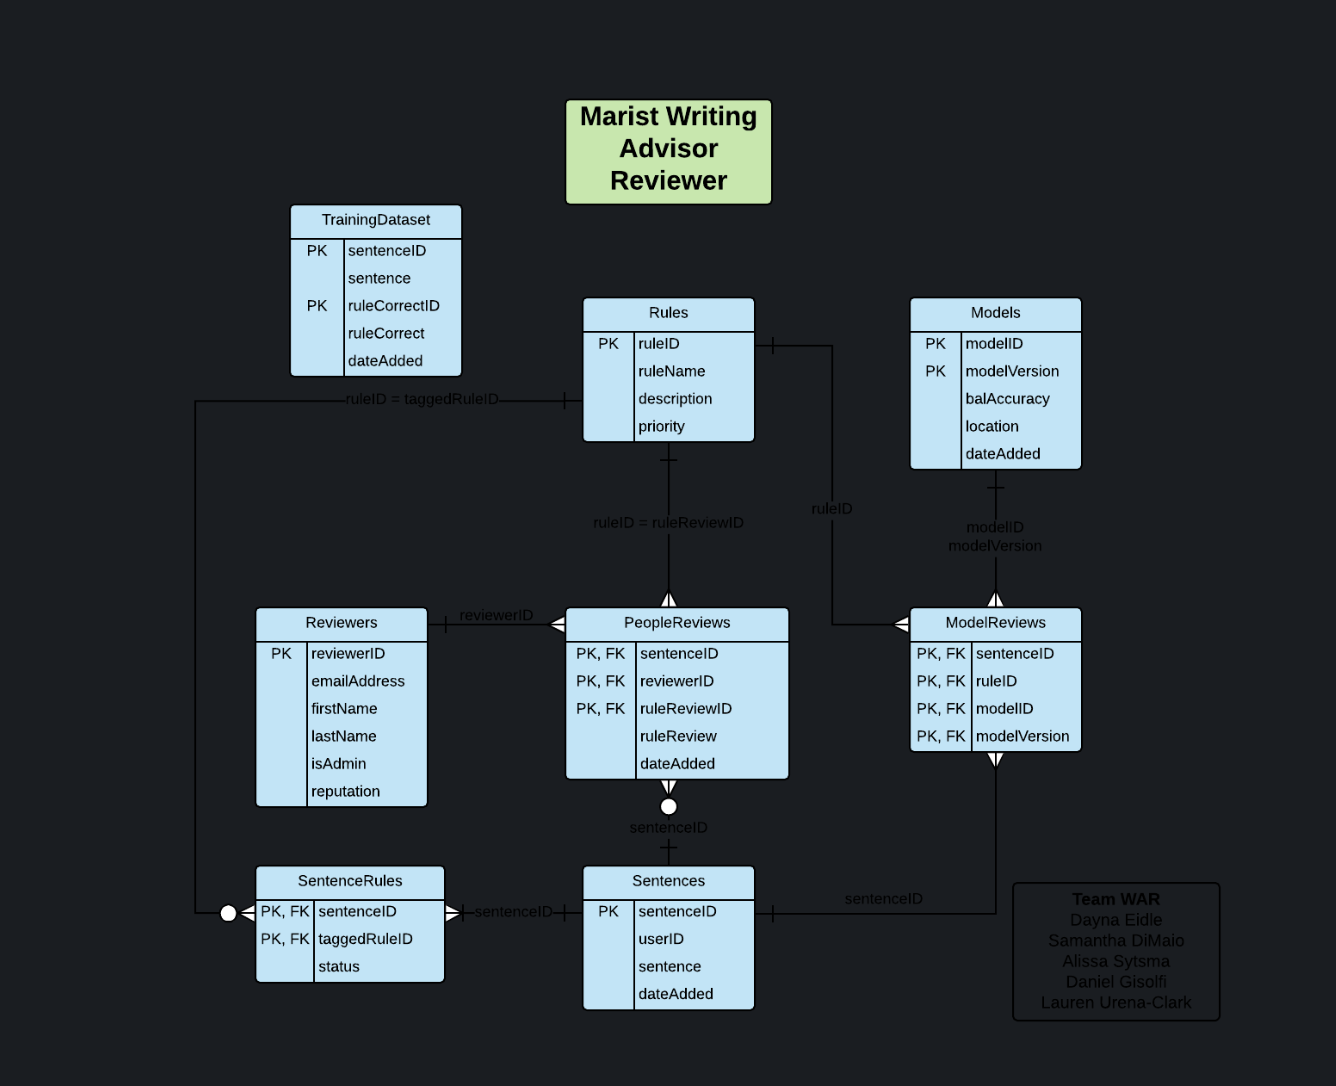 Marist Writing
Advisor
Reviewer
TrainingDataset
PK sentenceID
sentence
PK ruleCorrectID
ruleCorrect
dateAdded
Rules
PK ruleID
ruleName
description
priority
Models
PK modelID
PK modelVersion
balAccuracy
location
dateAdded
ruleID = taggedRuleID
ruleID = ruleReviewID
ruleID
modelID
modelVersion
Reviewers
PK reviewerID
emailAddress
firstName
lastName
isAdmin
reputation
reviewerID
PeopleReviews
PK, FK sentenceID
PK, FK reviewerID
PK, FK ruleReviewID
ruleReview
dateAdded
ModelReviews
PK, FK sentenceID
PK, FK ruleID
PK, FK modelID
PK, FK modelVersion
sentenceID
SentenceRules
PK, FK sentenceID
PK, FK taggedRuleID
status
sentenceID
Sentences
PK sentenceID
userID
sentence
dateAdded
sentenceID
Team WAR
Dayna Eidle
Samantha DiMaio
Alissa Sytsma
Daniel Gisolfi
Lauren Urena-Clark